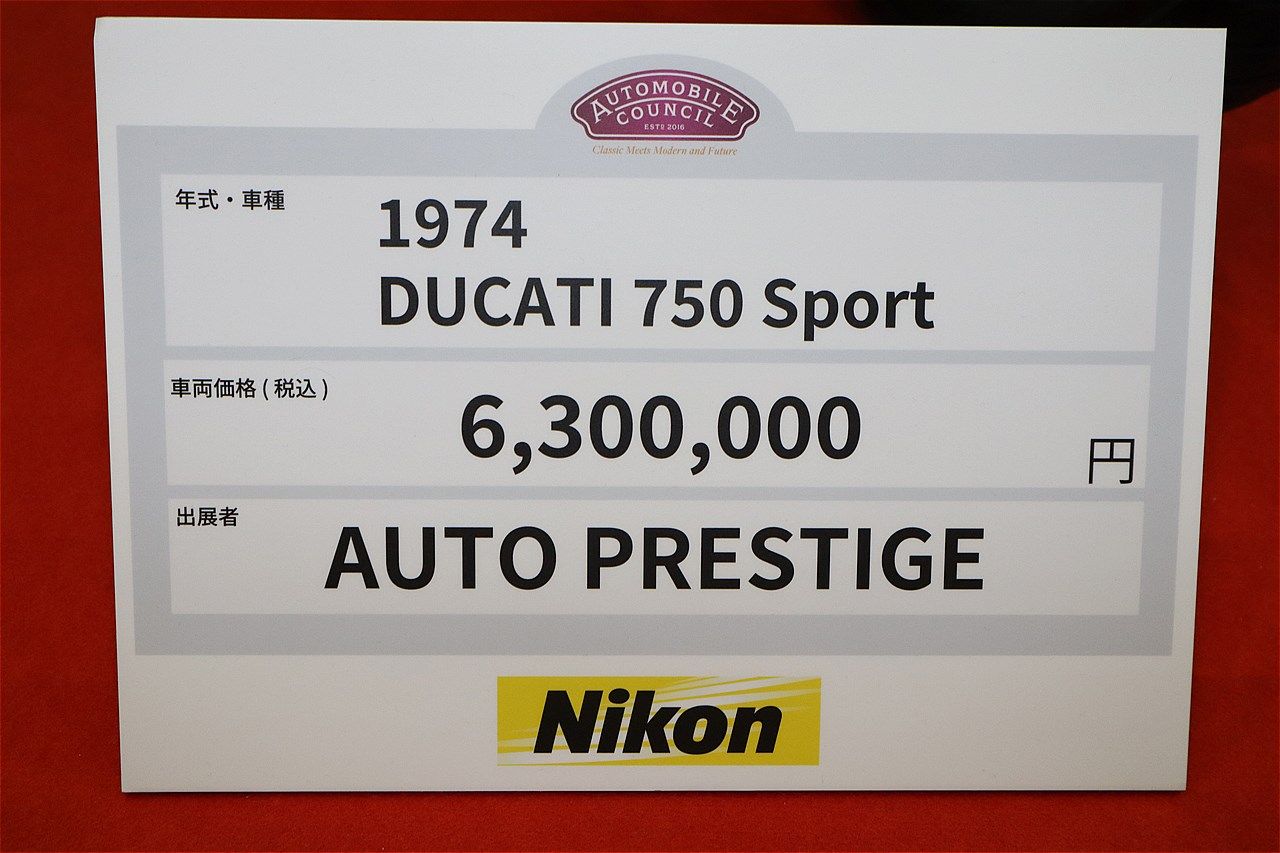 AUTOMOBILE
COUNCIL
ESTD 2016
Classic Meets Modern and Future
年式・車種
1974
DUCATI 750 Sport
車両価格 ( 税込 )
6,300,000
円
出展者
AUTO PRESTIGE
Nikon